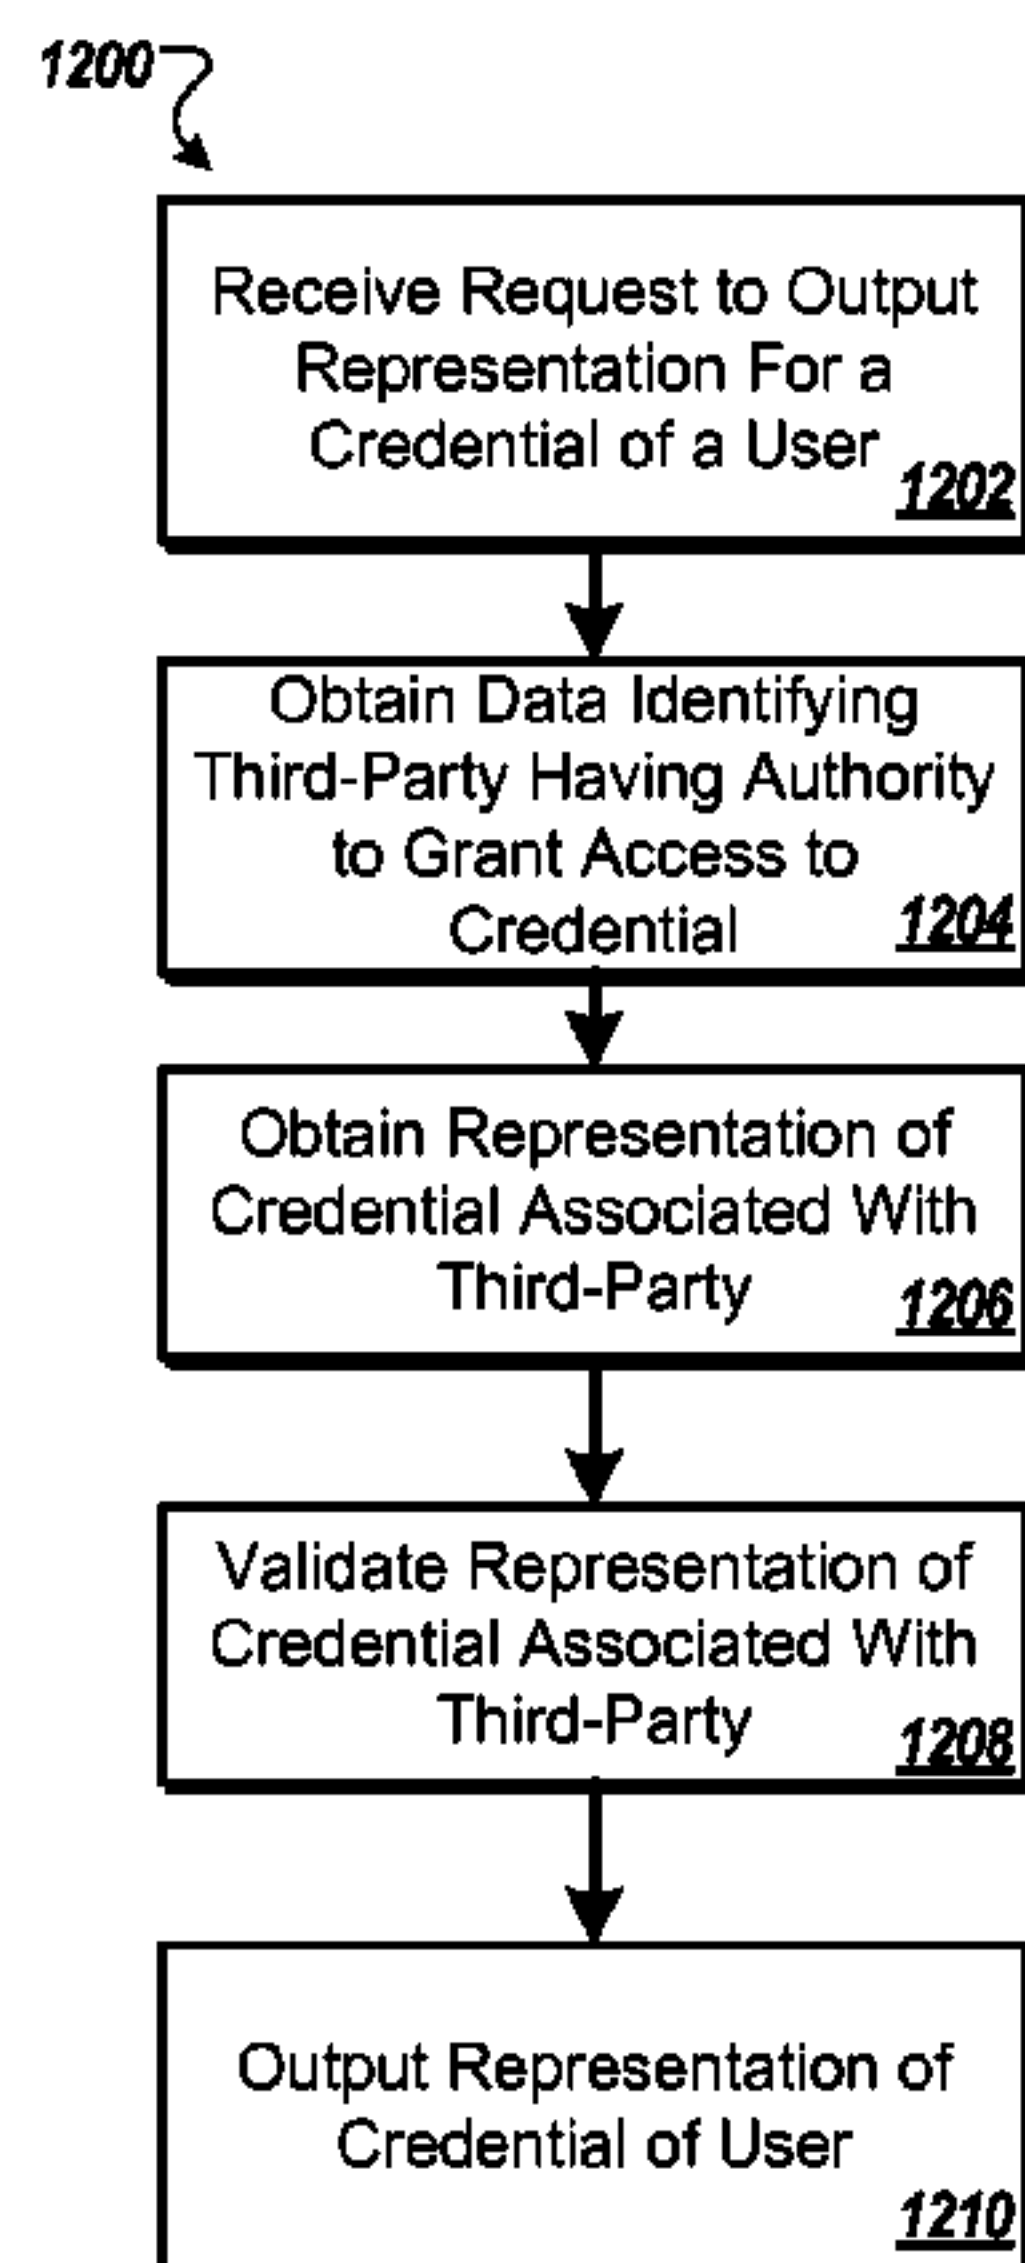 1200
Receive Request to Output
Representation For a
Credential of a User
1202
Obtain Data Identifying
Third-Party Having Authority
to Grant Access to
Credential
1204
Obtain Representation of
Credential Associated With
Third-Party
1206
Validate Representation of
Credential Associated With
Third-Party
1208
Output Representation of
Credential of User
1210